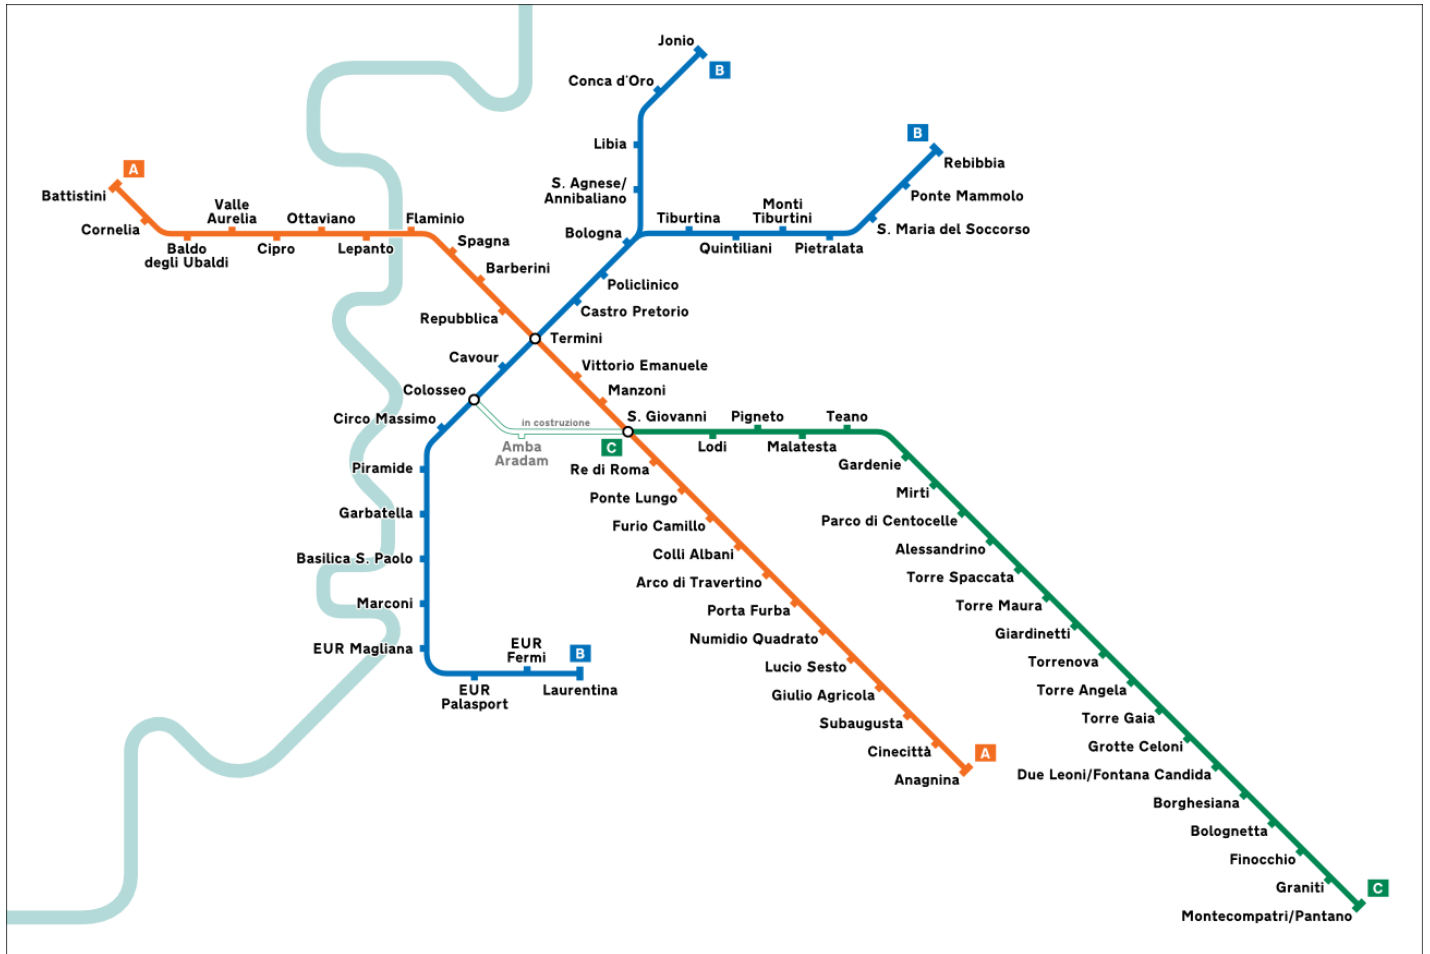 Jonio
B
Conca d'Oro
B
Libia
Rebibbia
A
S. Agnese/
Annibaliano
Ponte Mammolo
Battistini
Valle
Aurelia
Ottaviano
Flaminio
Tiburtina
Monti
Tiburtini
S. Maria del Soccorso
Cornelia
Bologna
Baldo
degli Ubaldi
Cipro
Lepanto
Spagna
Quintiliani
Pietralata
Barberini
Policlinico
Repubblica
Castro Pretorio
Termini
Cavour
Vittorio Emanuele
Colosseo
Manzoni
Circo Massimo
in costruzione
S. Giovanni
Pigneto
Teano
Amba
Aradam
C
Lodi
Malatesta
Piramide
Re di Roma
Gardenie
Ponte Lungo
Mirti
Garbatella
Furio Camillo
Parco di Centocelle
Basilica S. Paolo
Colli Albani
Alessandrino
Arco di Travertino
Torre Spaccata
Marconi
Porta Furba
Torre Maura
EUR Magliana
EUR
Fermi
B
Numidio Quadrato
Giardinetti
Lucio Sesto
Torrenova
EUR
Palasport
Laurentina
Giulio Agricola
Torre Angela
Subaugusta
Torre Gaia
Cinecittà
A
Grotte Celoni
Anagnina
Due Leoni/Fontana Candida
Borghesiana
Bolognetta
Finocchio
Graniti
C
Montecompatri/Pantano